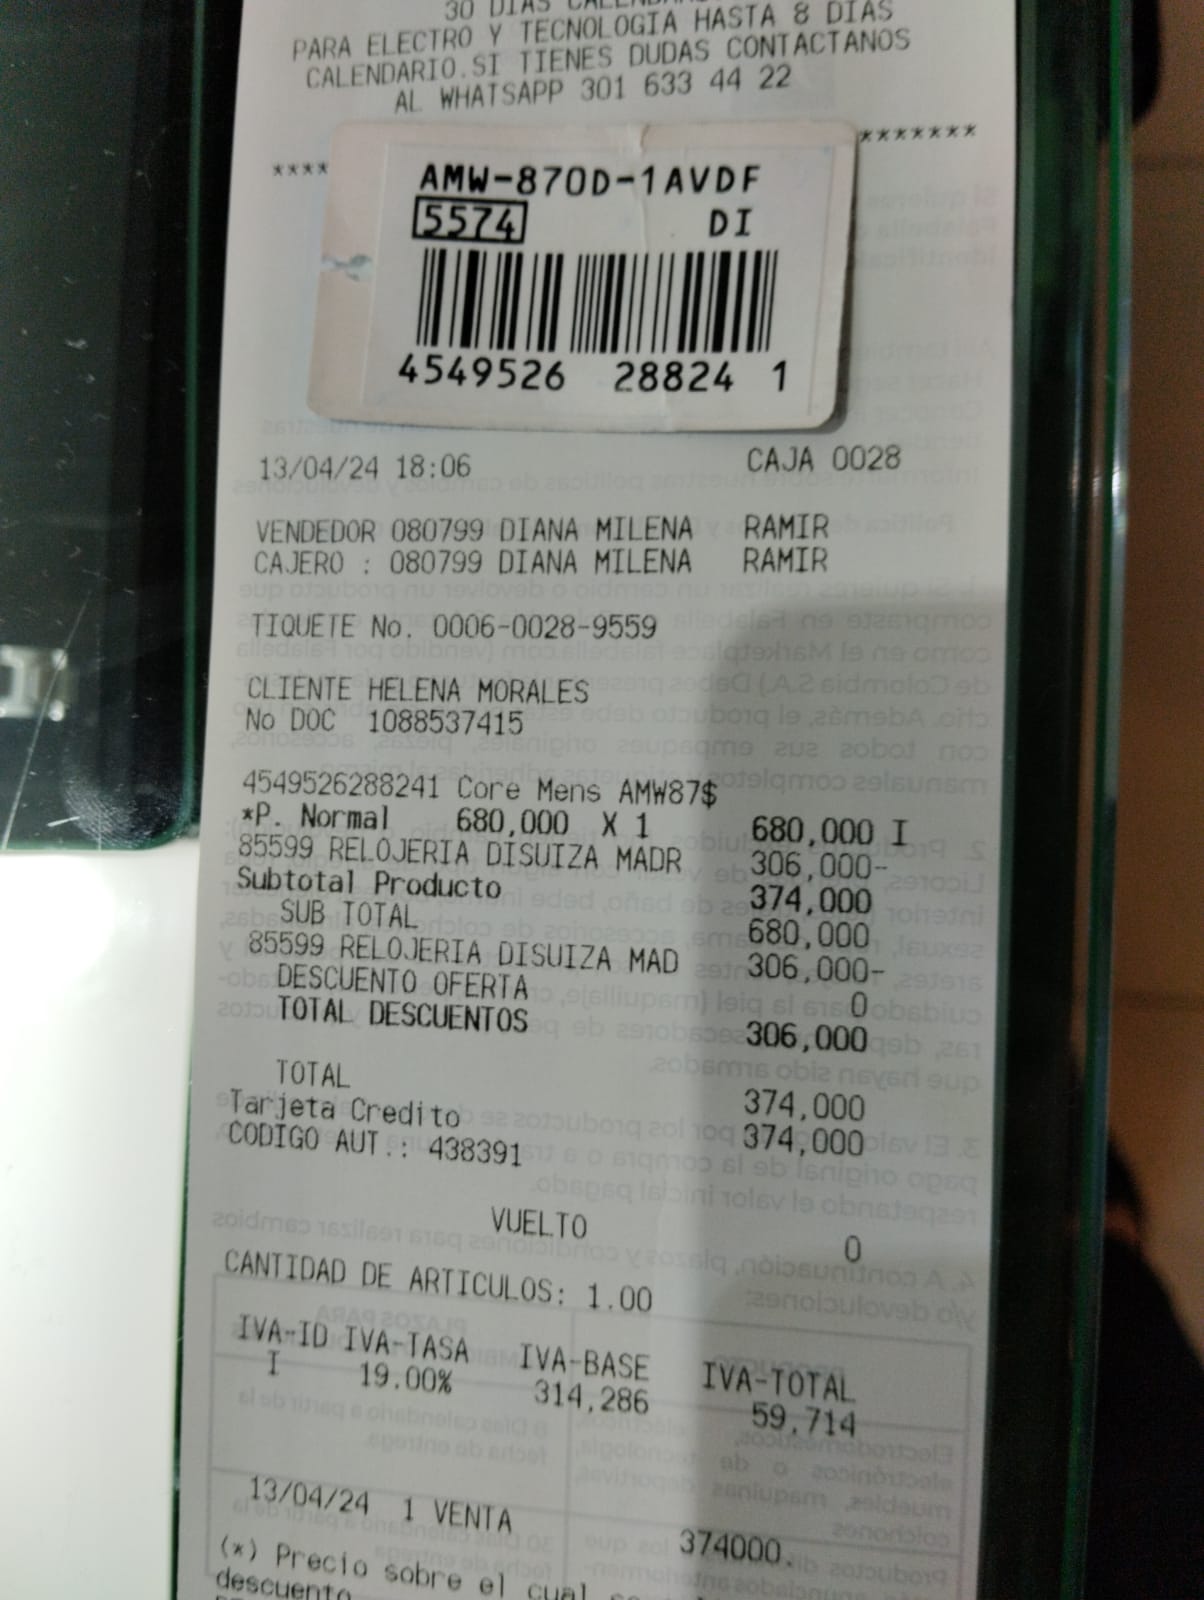 30 DIAS
PARA ELECTRO Y TECNOLOGIA HASTA 8 DIAS
CALENDARIO.SI TIENES DUDAS CONTACTANOS
AL WHATSAPP 301 633 44 22
**** *******
AMW-870D-1AVDF
5574 DI
4549526 28824 1
13/04/24 18:06 CAJA 0028
VENDEDOR 080799 DIANA MILENA RAMIR
CAJERO : 080799 DIANA MILENA RAMIR
TIQUETE No. 0006-0028-9559
CLIENTE HELENA MORALES
No DOC 1088537415
4549526288241 Core Mens AMW87$
*P. Normal 680,000 X 1 680,000 I
85599 RELOJERIA DISUIZA MADR 306,000-
Subtotal Producto 374,000
SUB TOTAL 680,000
85599 RELOJERIA DISUIZA MAD 306,000-
DESCUENTO OFERTA 0
TOTAL DESCUENTOS 306,000
TOTAL 374,000
Tarjeta Credito 374,000
CODIGO AUT.: 438391
VUELTO 0
CANTIDAD DE ARTICULOS: 1.00
IVA-ID IVA-TASA IVA-BASE IVA-TOTAL
I 19.00% 314,286 59,714
13/04/24 1 VENTA 374000.
(*) Precio sobre el cual
descuento